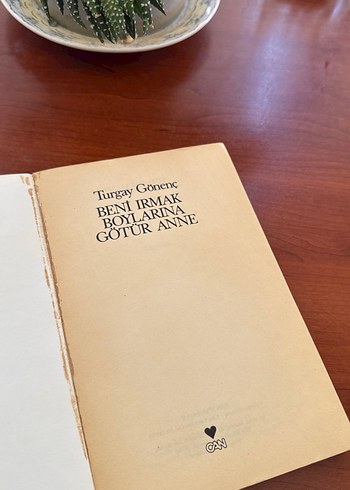 Turgay Gönenç
BENİ IRMAK
BOYLARINA
GÖTÜR ANNE
CAN